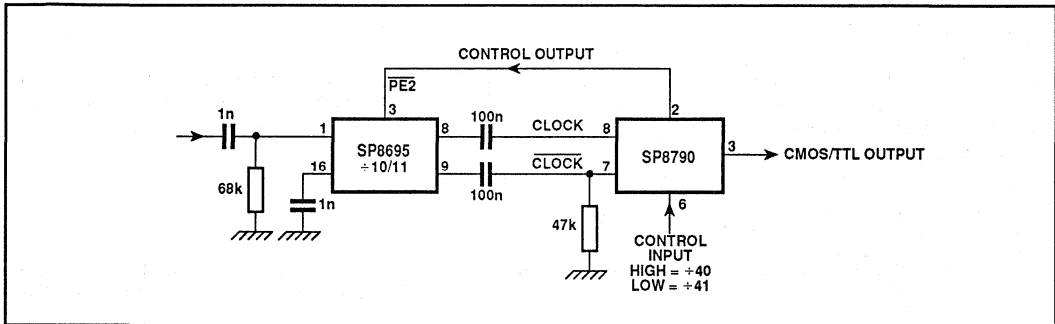 CONTROL OUTPUT
PE2
3
2
1n
1
8
100n
CLOCK
8
SP8695
÷10/11
SP8790
3
CMOS/TTL OUTPUT
16
9
CLOCK
7
100n
68k
1n
6
47k
CONTROL
INPUT
HIGH = ÷40
LOW = ÷41